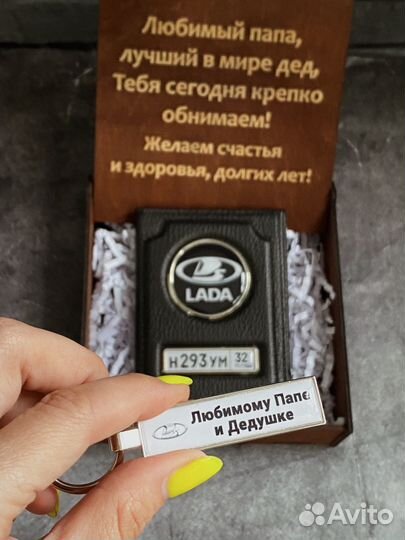 Любимый папа,
лучший в мире дед,
Тебя сегодня крепко
обнимаем!
Желаем счастья
и здоровья, долгих лет!
LADA
Н293УМ 32
Любимому Папе
и Дедушке
Avito